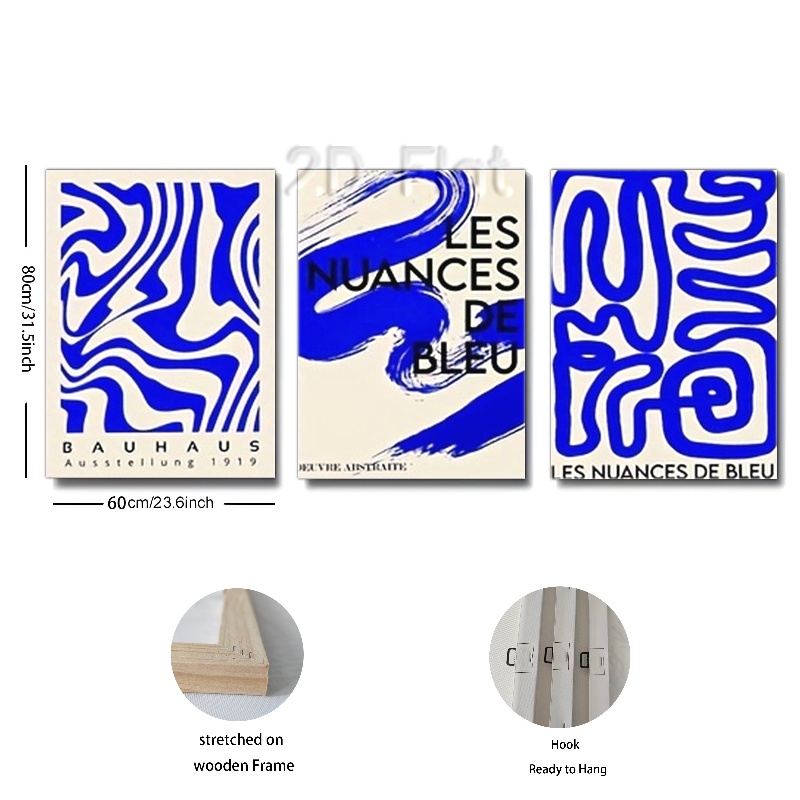 2.D Flat.
80cm/31.5inch
BAUHAUS
Ausstellung 1919
LES
NUANCES
DE
BLEU
OEUVRE ABSTRAITE
LES NUANCES DE BLEU
60cm/23.6inch
stretched on
wooden Frame
Hook
Ready to Hang